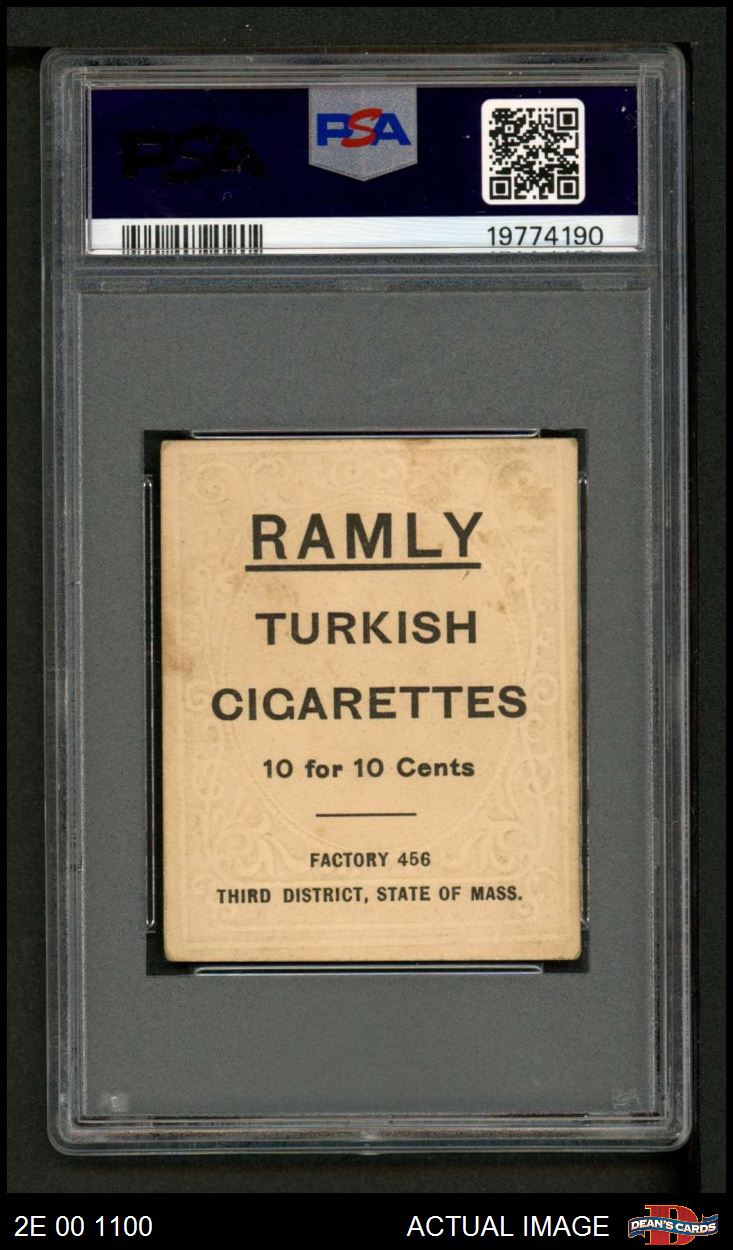 PSA
PSA
19774190
RAMLY
TURKISH
CIGARETTES
10 for 10 Cents
FACTORY 456
THIRD DISTRICT, STATE OF MASS.
2E 00 1100
ACTUAL IMAGE
DEAN'S CARDS